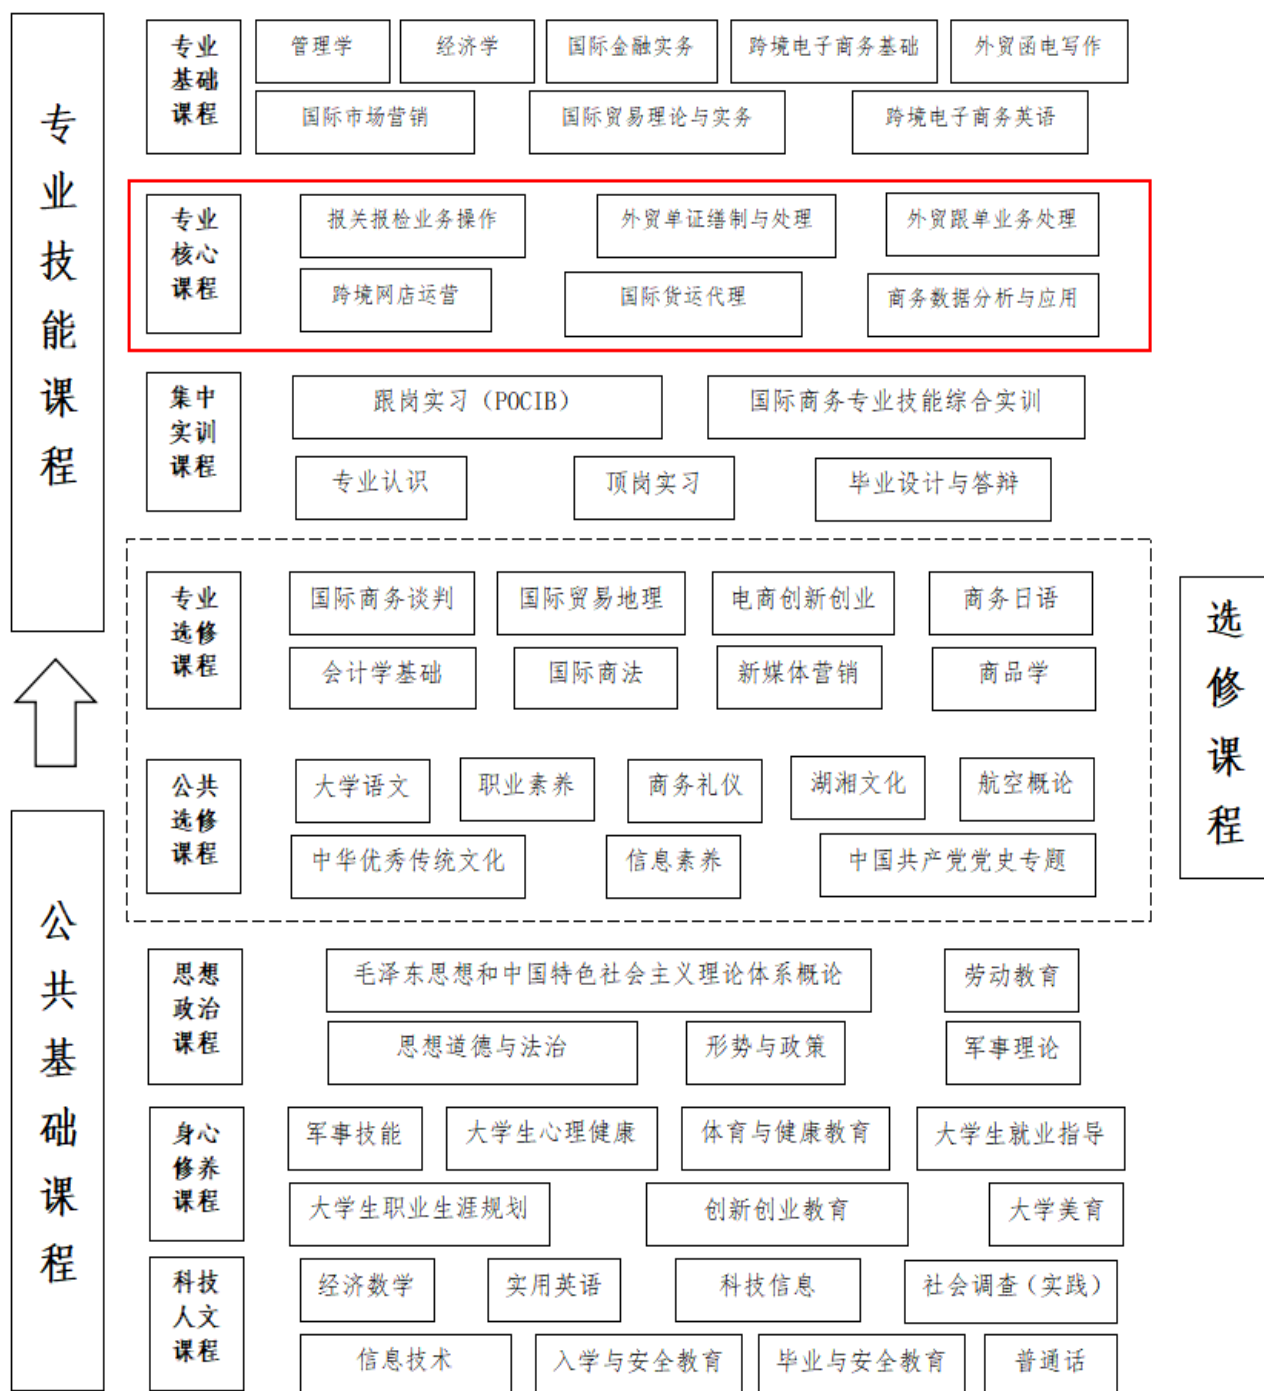 专业技能课程
专业
基础
课程
管理学
经济学
国际金融实务
跨境电子商务基础
外贸函电写作
国际市场营销
国际贸易理论与实务
跨境电子商务英语
专业
核心
课程
报关报检业务操作
外贸单证缮制与处理
外贸跟单业务处理
跨境网店运营
国际货运代理
商务数据分析与应用
集中
实训
课程
跟岗实习（POCIB）
国际商务专业技能综合实训
专业认识
顶岗实习
毕业设计与答辩
专业
选修
课程
国际商务谈判
国际贸易地理
电商创新创业
商务日语
会计学基础
国际商法
新媒体营销
商品学
选修课程
公共
选修
课程
大学语文
职业素养
商务礼仪
湖湘文化
航空概论
中华优秀传统文化
信息素养
中国共产党党史专题
公共基础课程
思想
政治
课程
毛泽东思想和中国特色社会主义理论体系概论
劳动教育
思想道德与法治
形势与政策
军事理论
身心
修养
课程
军事技能
大学生心理健康
体育与健康教育
大学生就业指导
大学生职业生涯规划
创新创业教育
大学美育
科技
人文
课程
经济数学
实用英语
科技信息
社会调查（实践）
信息技术
入学与安全教育
毕业与安全教育
普通话